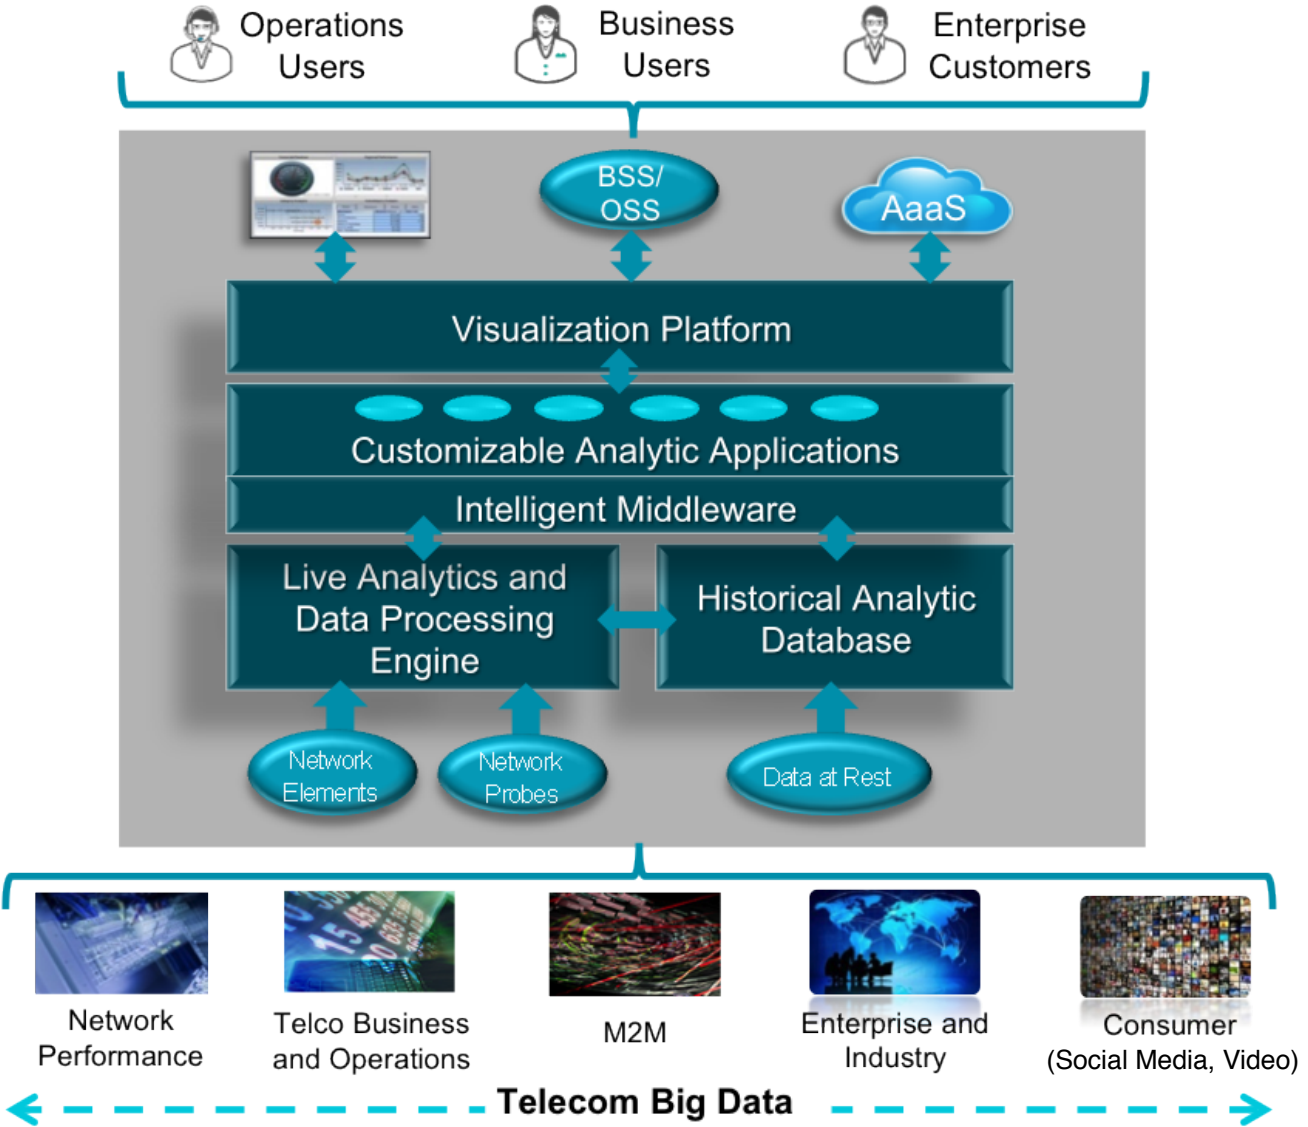 Operations
Users
Business
Users
Enterprise
Customers
BSS/
OSS
AaaS
Visualization Platform
Customizable Analytic Applications
Intelligent Middleware
Live Analytics and
Data Processing
Engine
Historical Analytic
Database
Network
Elements
Network
Probes
Data at Rest
Network
Performance
Telco Business
and Operations
M2M
Enterprise and
Industry
Consumer
(Social Media, Video)
Telecom Big Data